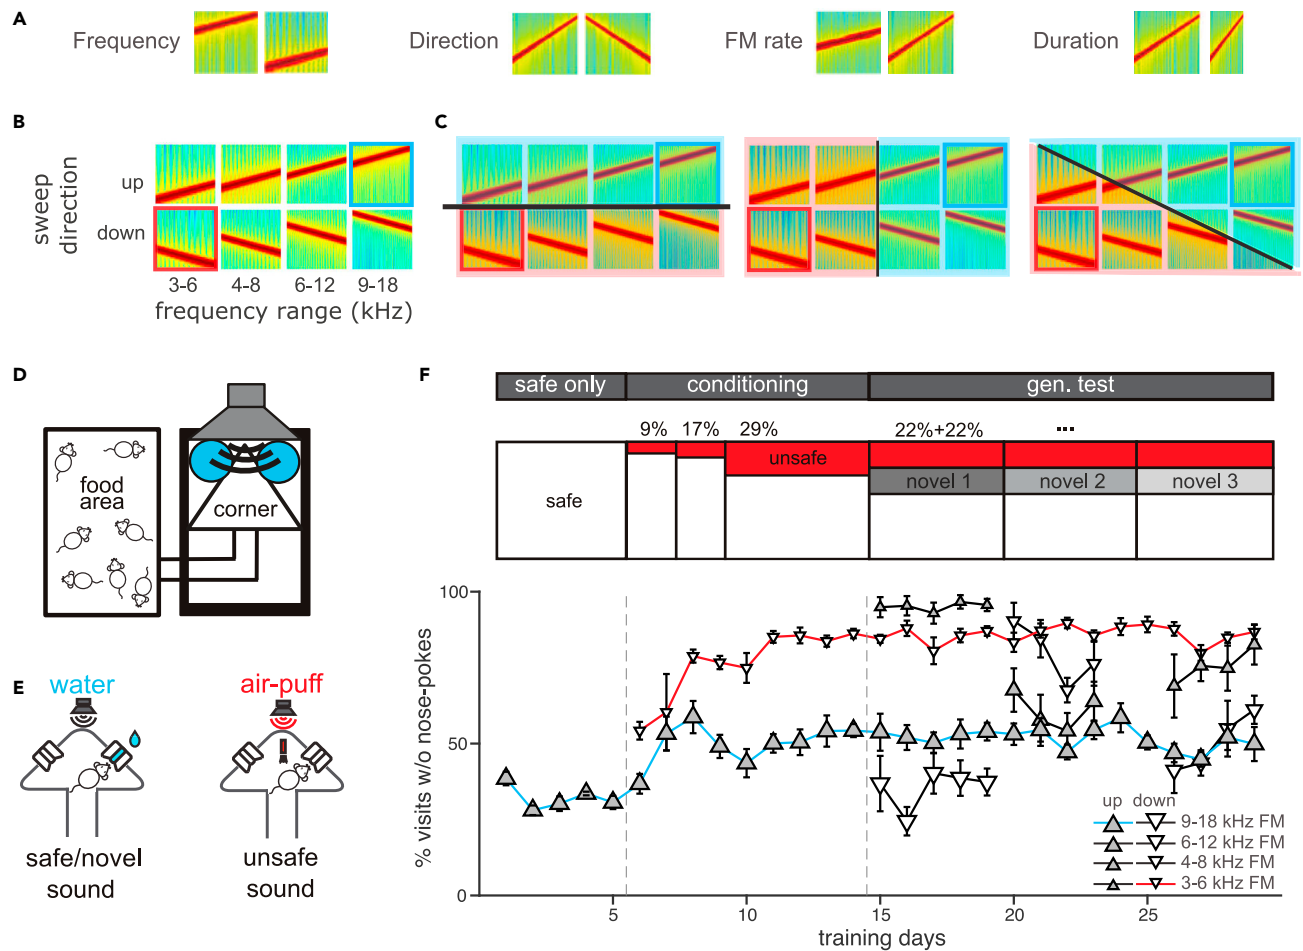 A
Frequency
Direction
FM rate
Duration
B
C
sweep
direction
up
down
3-6
4-8
6-12
9-18
frequency range (kHz)
D
food
area
corner
E
water
air-puff
safe/novel
sound
unsafe
sound
F
safe only
conditioning
gen. test
9%
17%
29%
22%+22%
...
safe
unsafe
novel 1
novel 2
novel 3
% visits w/o nose-pokes
100
50
0
5
10
15
20
25
training days
up down
9-18 kHz FM
6-12 kHz FM
4-8 kHz FM
3-6 kHz FM